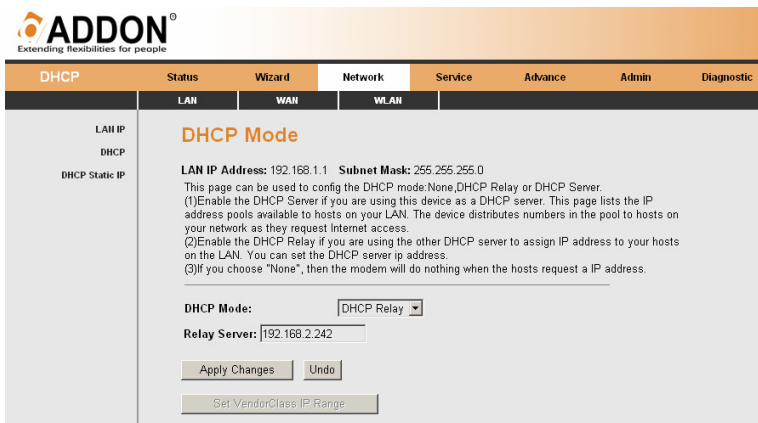 ADDON®
Extending flexibilities for people
DHCP Status Wizard Network Service Advance Admin Diagnostic
LAN WAN WLAN
LAN IP
DHCP
DHCP Static IP
DHCP Mode
LAN IP Address: 192.168.1.1 Subnet Mask: 255.255.255.0
This page can be used to config the DHCP mode:None,DHCP Relay or DHCP Server.
(1)Enable the DHCP Server if you are using this device as a DHCP server. This page lists the IP
address pools available to hosts on your LAN. The device distributes numbers in the pool to hosts on
your network as they request Internet access.
(2)Enable the DHCP Relay if you are using the other DHCP server to assign IP address to your hosts
on the LAN. You can set the DHCP server ip address.
(3)If you choose "None", then the modem will do nothing when the hosts request a IP address.
DHCP Mode: DHCP Relay
Relay Server: 192.168.2.242
Apply Changes Undo
Set VendorClass IP Range